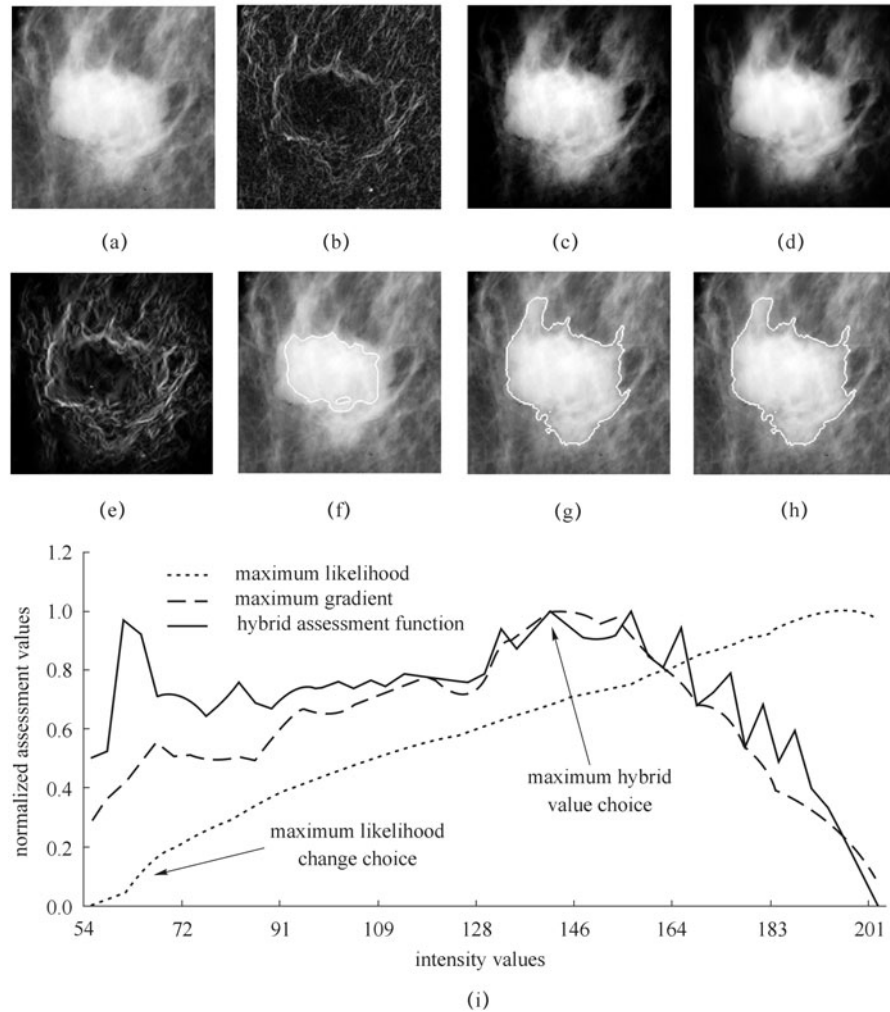 (a)
(b)
(c)
(d)
(e)
(f)
(g)
(h)
1.2
1.0
0.8
0.6
0.4
0.2
0.0
normalized assessment values
maximum likelihood
maximum gradient
hybrid assessment function
maximum hybrid
value choice
maximum likelihood
change choice
54
72
91
109
128
146
164
183
201
intensity values
(i)